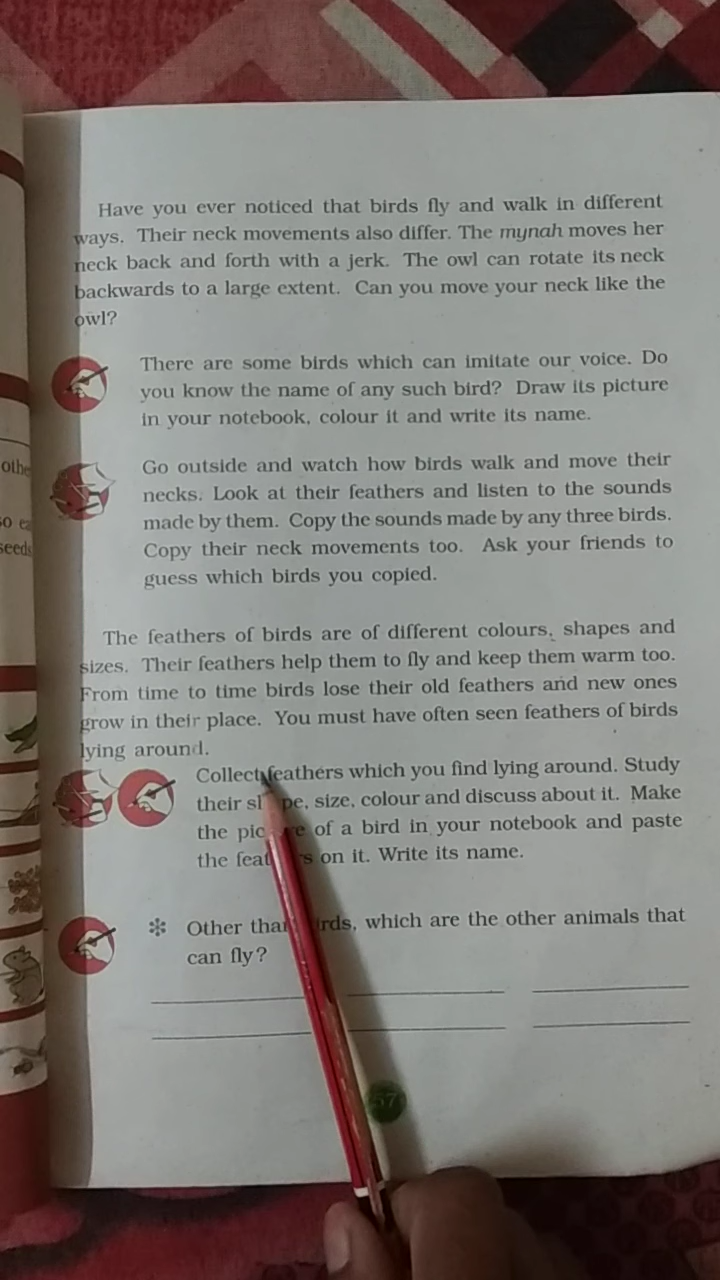 Have you ever noticed that birds fly and walk in different
ways. Their neck movements also differ. The mynah moves her
neck back and forth with a jerk. The owl can rotate its neck
backwards to a large extent. Can you move your neck like the
owl?
There are some birds which can imitate our voice. Do
you know the name of any such bird? Draw its picture
in your notebook, colour it and write its name.
Go outside and watch how birds walk and move their
necks. Look at their feathers and listen to the sounds
made by them. Copy the sounds made by any three birds.
Copy their neck movements too. Ask your friends to
guess which birds you copied.
The feathers of birds are of different colours, shapes and
sizes. Their feathers help them to fly and keep them warm too.
From time to time birds lose their old feathers and new ones
grow in their place. You must have often seen feathers of birds
lying around.
Collect feathers which you find lying around. Study
their size, colour and discuss about it. Make
the of a bird in your notebook and paste
the on it. Write its name.
Other which are the other animals that
can fly?
57
seeds